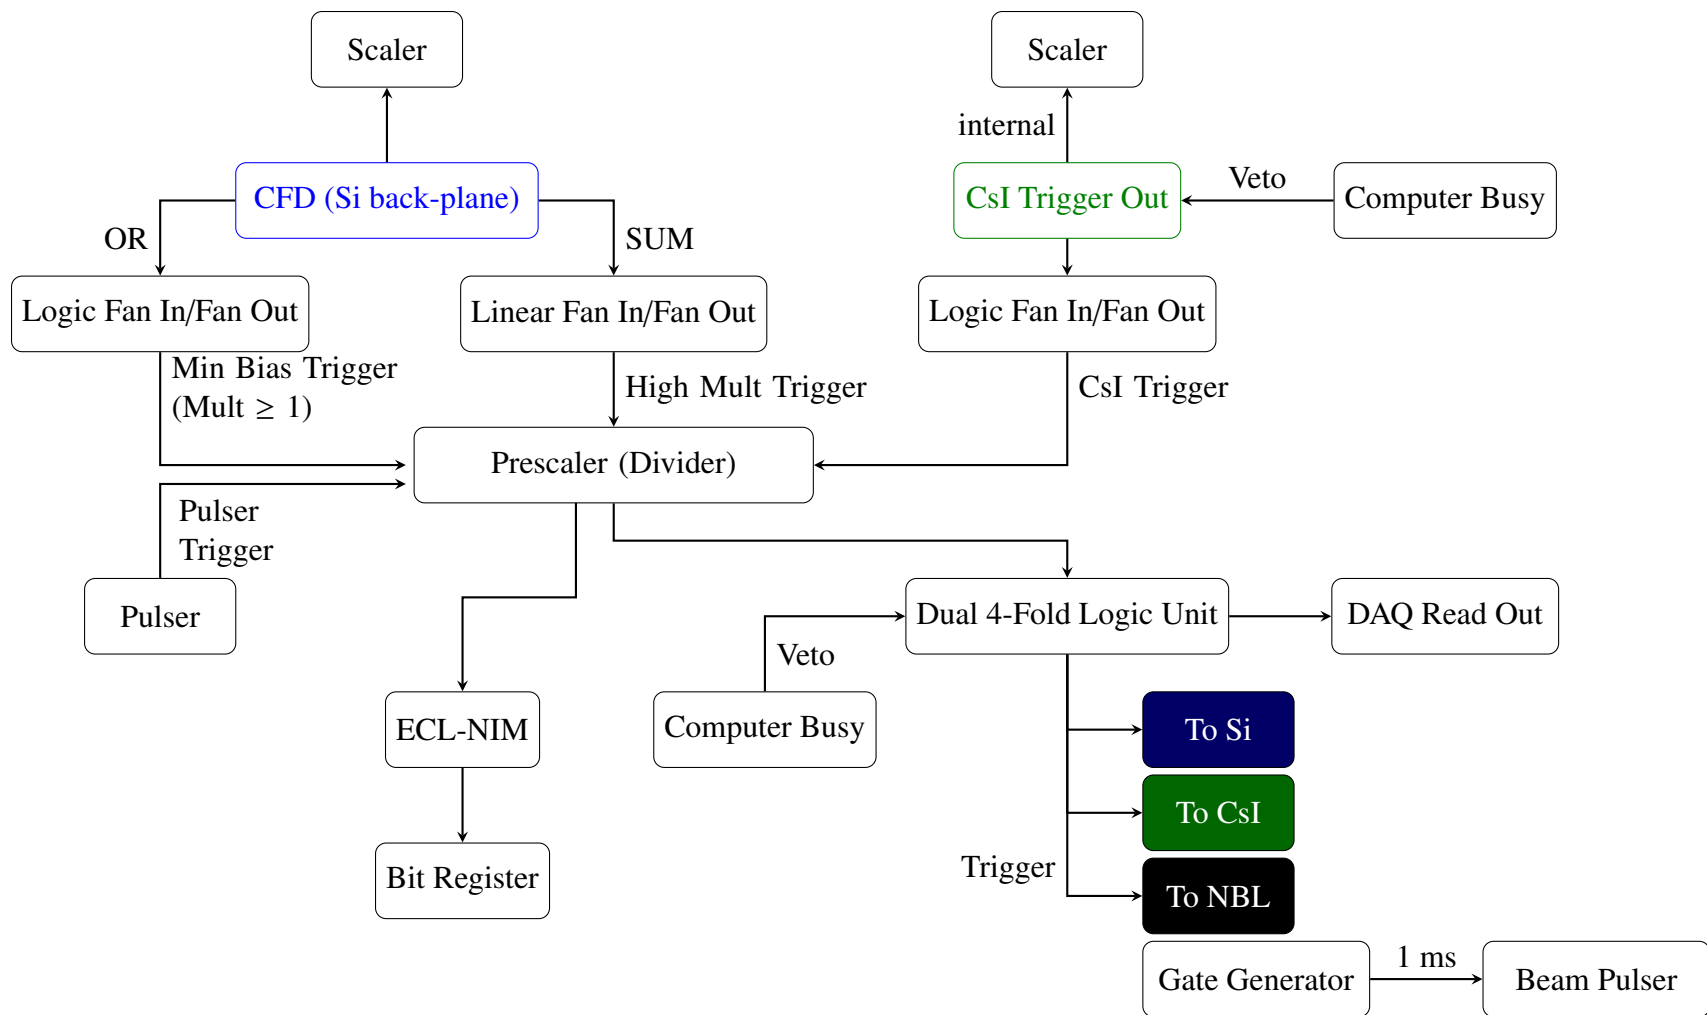 Scaler
Scaler
internal
CFD (Si back-plane)
CsI Trigger Out
Veto
Computer Busy
OR
SUM
Logic Fan In/Fan Out
Linear Fan In/Fan Out
Logic Fan In/Fan Out
Min Bias Trigger
(Mult ≥ 1)
High Mult Trigger
CsI Trigger
Prescaler (Divider)
Pulser
Trigger
Pulser
Dual 4-Fold Logic Unit
DAQ Read Out
Veto
ECL-NIM
Computer Busy
To Si
To CsI
Bit Register
Trigger
To NBL
Gate Generator
1 ms
Beam Pulser